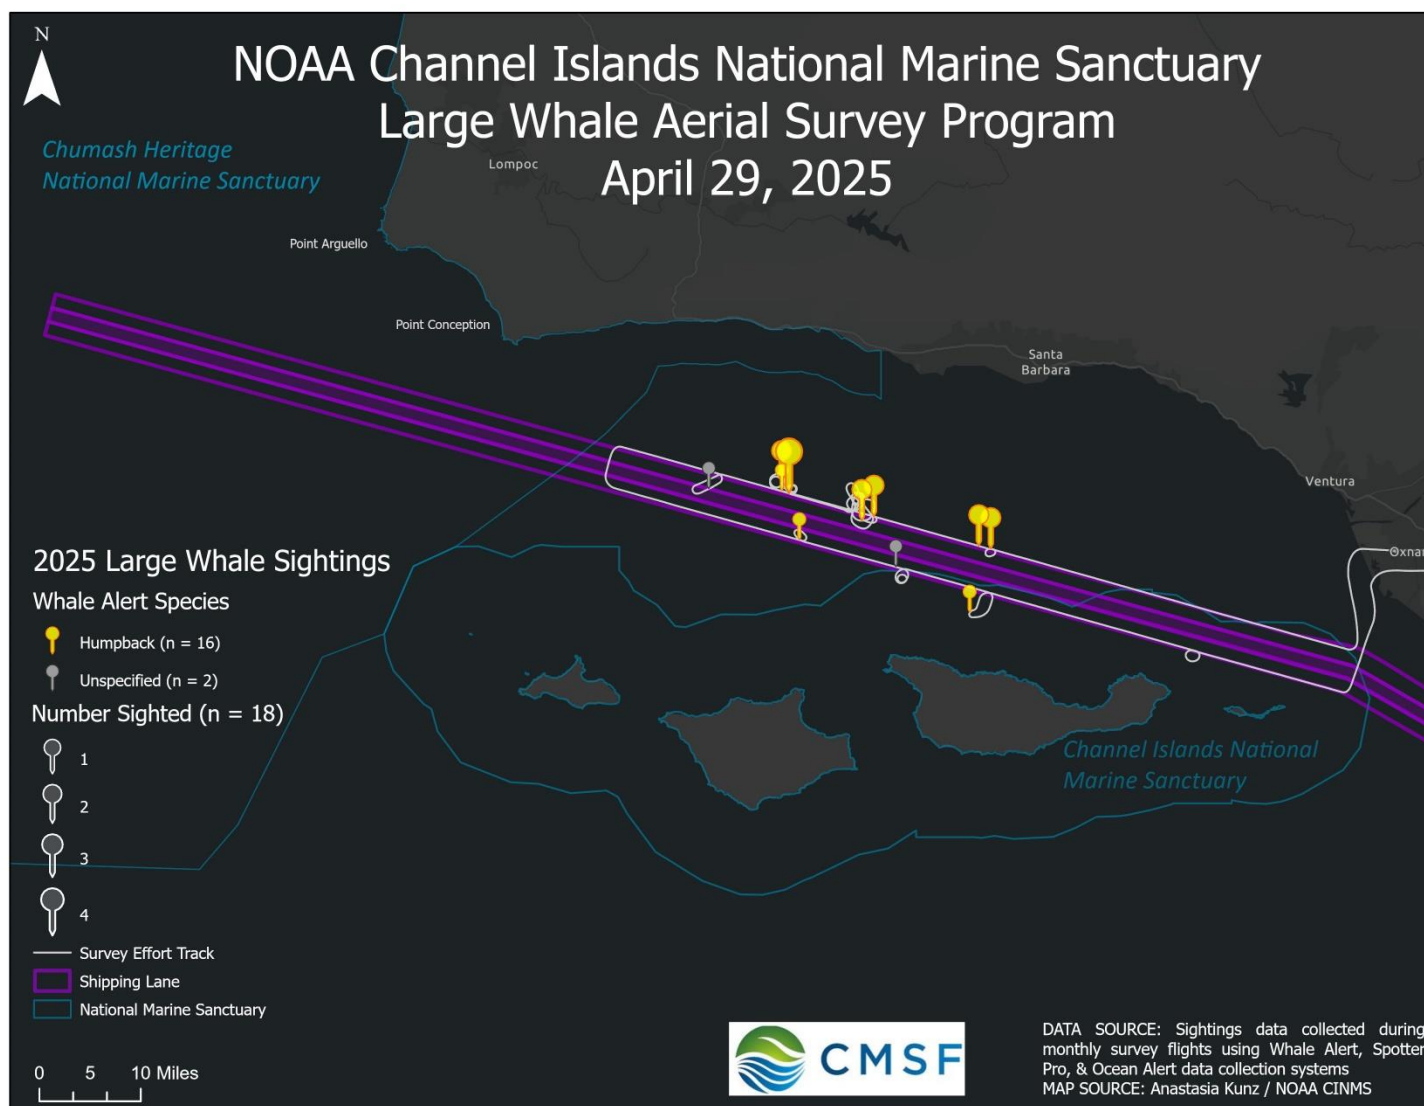 N
NOAA Channel Islands National Marine Sanctuary
Large Whale Aerial Survey Program
April 29, 2025
Chumash Heritage
National Marine Sanctuary
Lompoc
Point Arguello
Point Conception
Santa
Barbara
Ventura
Oxnar
2025 Large Whale Sightings
Whale Alert Species
Humpback (n = 16)
Unspecified (n = 2)
Number Sighted (n = 18)
1
2
3
4
Survey Effort Track
Shipping Lane
National Marine Sanctuary
Channel Islands National
Marine Sanctuary
0 5 10 Miles
CMSF
DATA SOURCE: Sightings data collected during
monthly survey flights using Whale Alert, Spotter
Pro, & Ocean Alert data collection systems
MAP SOURCE: Anastasia Kunz / NOAA CINMS